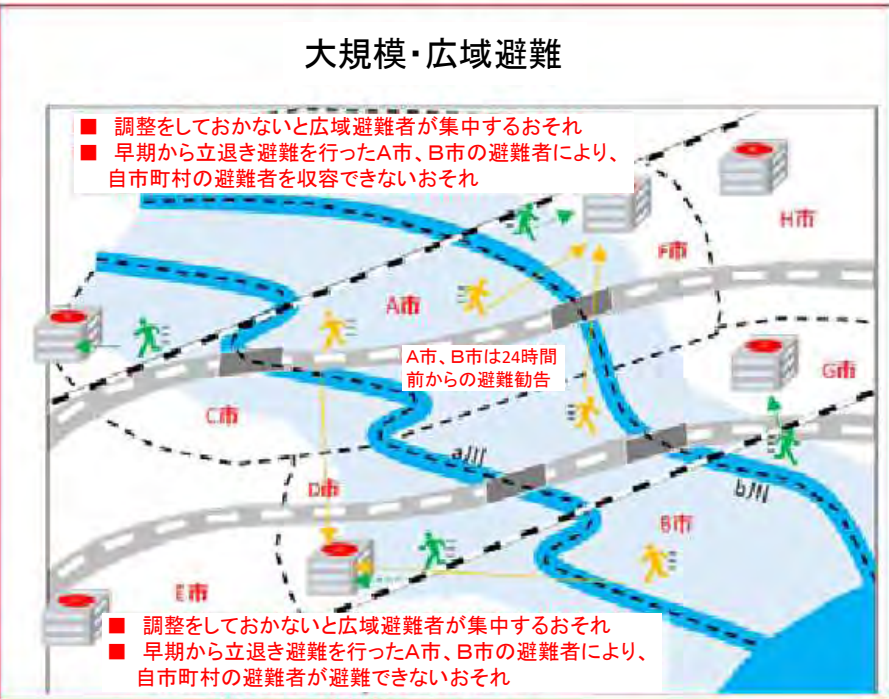 大規模・広域避難
■ 調整をしておかないと広域避難者が集中するおそれ
■ 早期から立退き避難を行ったA市、B市の避難者により、
自市町村の避難者を収容できないおそれ
H市
F市
A市
A市、B市は24時間
前からの避難勧告
G市
C市
a川
D市
b川
B市
E市
■ 調整をしておかないと広域避難者が集中するおそれ
■ 早期から立退き避難を行ったA市、B市の避難者により、
自市町村の避難者が避難できないおそれ